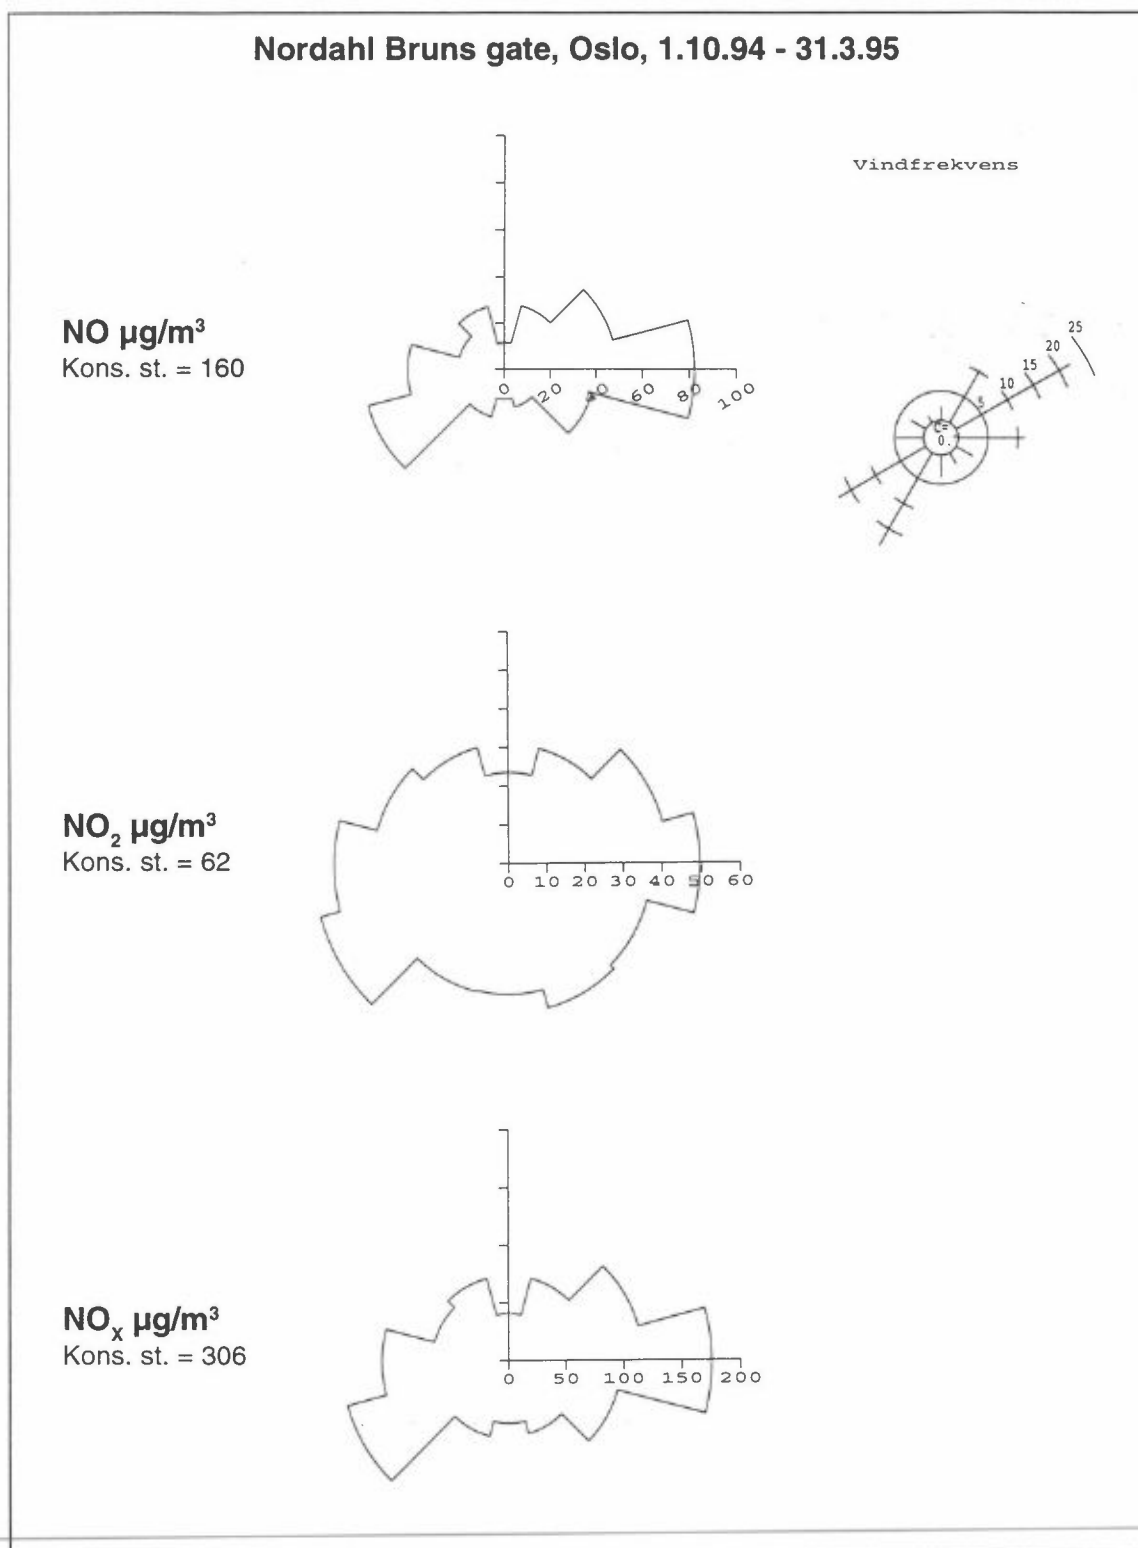 Nordahl Bruns gate, Oslo, 1.10.94 - 31.3.95
Vindfrekvens
NO µg/m³
Kons. st. = 160
0 20 40 60 80 100
5 10 15 20 25
C=
0.
NO₂ µg/m³
Kons. st. = 62
0 10 20 30 40 50 60
NOₓ µg/m³
Kons. st. = 306
0 50 100 150 200